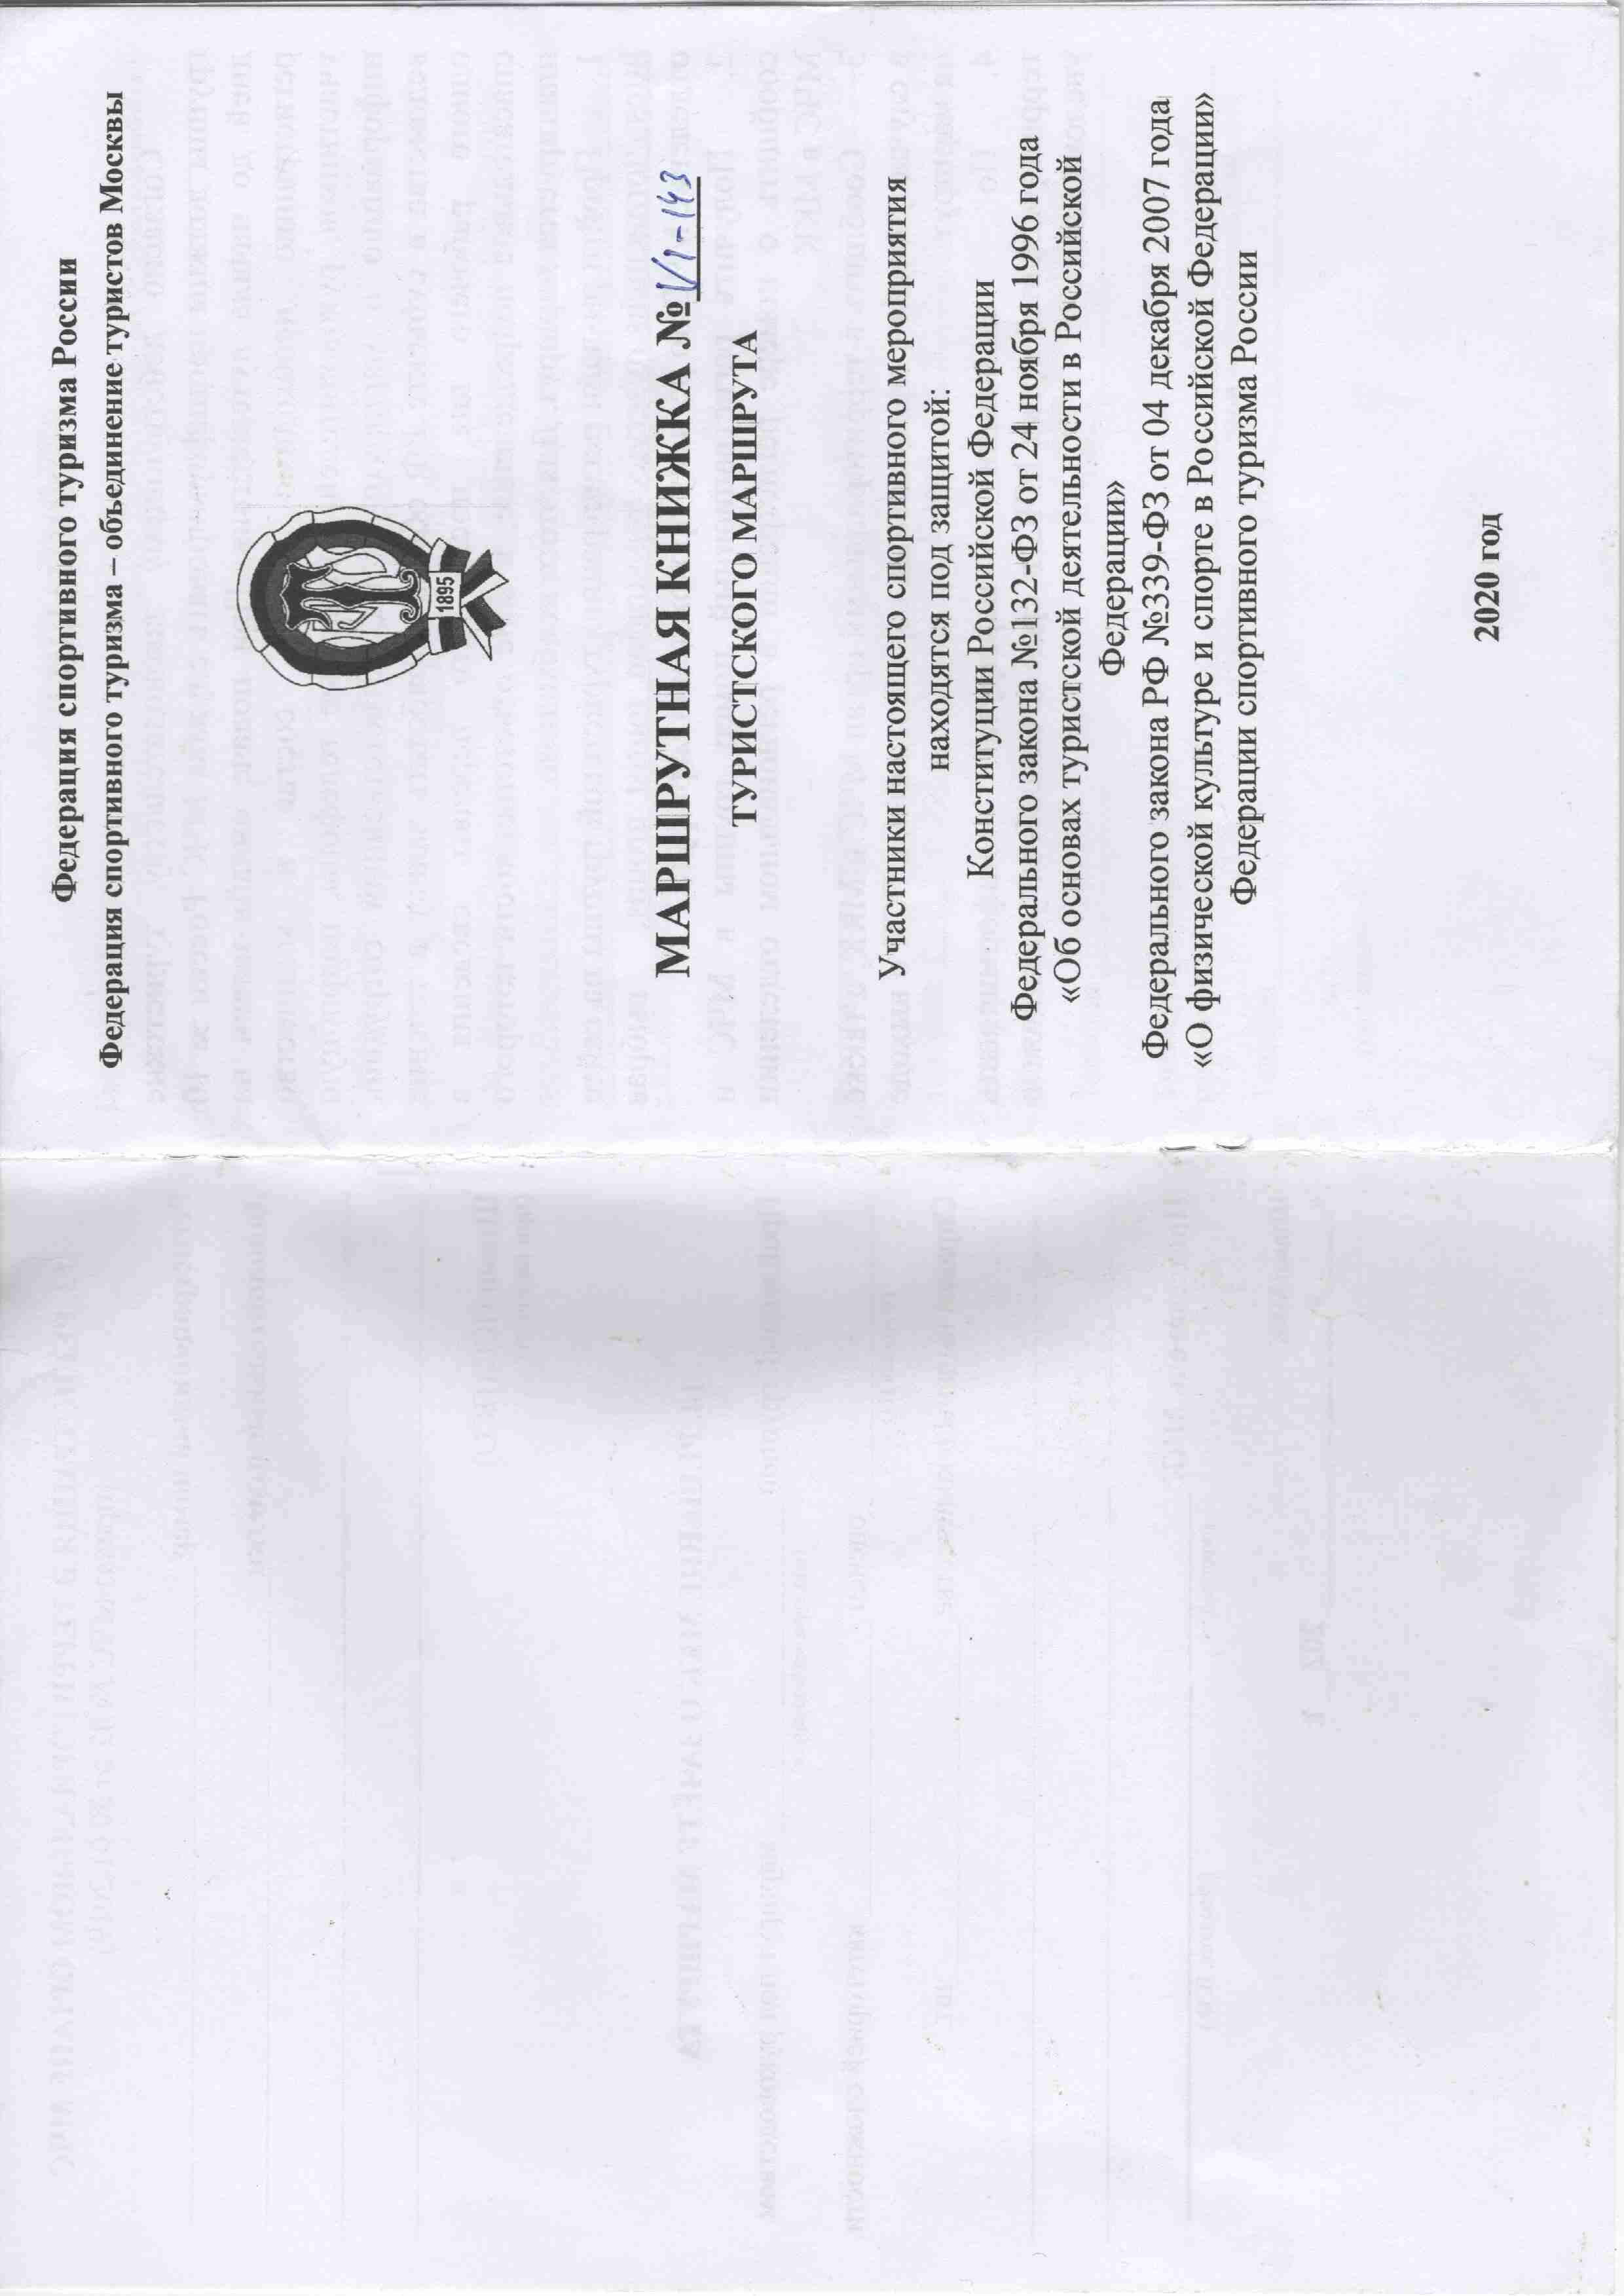 Федерация спортивного туризма России
Федерация спортивного туризма – объединение туристов Москвы
1895
МАРШРУТНАЯ КНИЖКА № 1/1-143
ТУРИСТСКОГО МАРШРУТА
Участники настоящего спортивного мероприятия
находятся под защитой:
Конституции Российской Федерации
Федерального закона №132-ФЗ от 24 ноября 1996 года
«Об основах туристской деятельности в Российской
Федерации»
Федерального закона РФ №339-ФЗ от 04 декабря 2007 года
«О физической культуре и спорте в Российской Федерации»
Федерации спортивного туризма России
2020 год